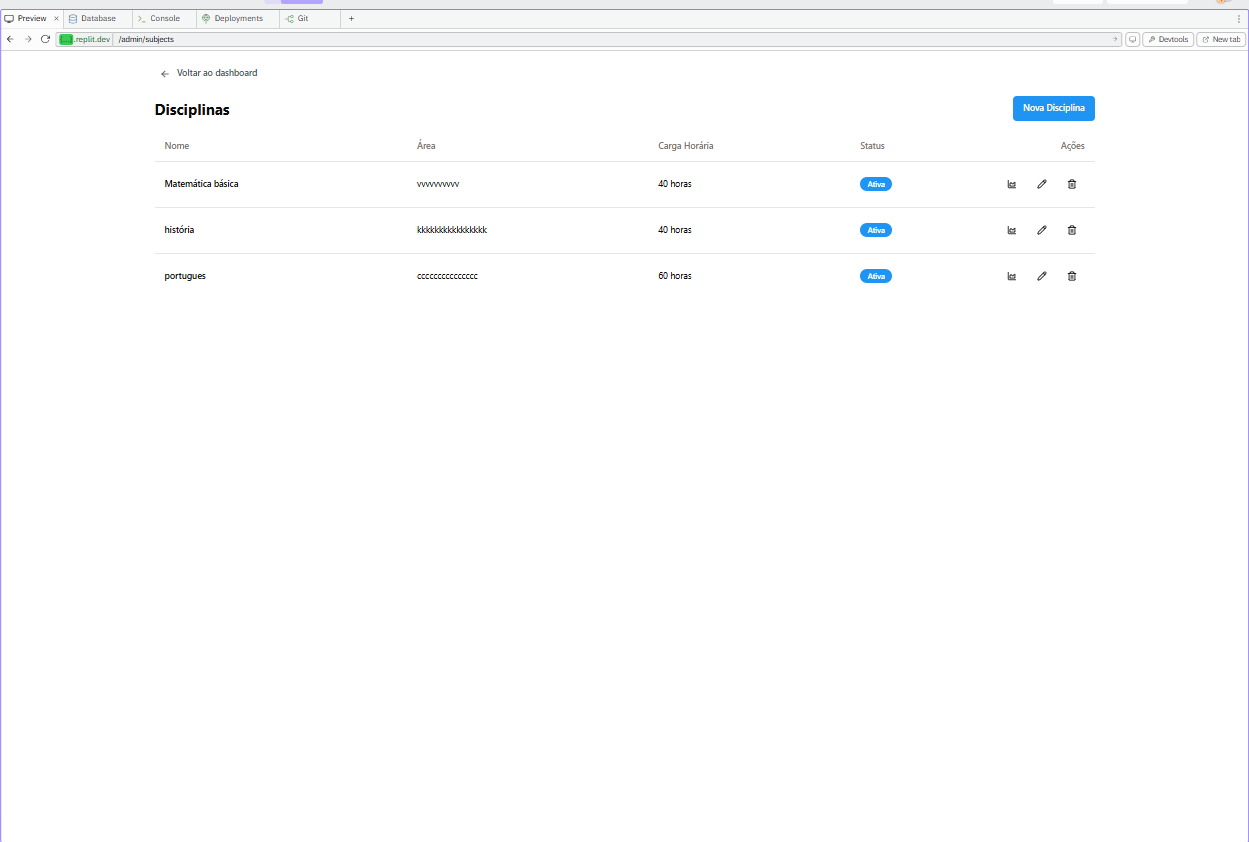 Preview × Database Console Deployments Git +
.replit.dev /admin/subjects Devtools New tab
Voltar ao dashboard
Disciplinas Nova Disciplina
Nome Área Carga Horária Status Ações
Matemática básica vvvvvvvvvv 40 horas Ativa
história kkkkkkkkkkkkkkkk 40 horas Ativa
portugues ccccccccccccccc 60 horas Ativa